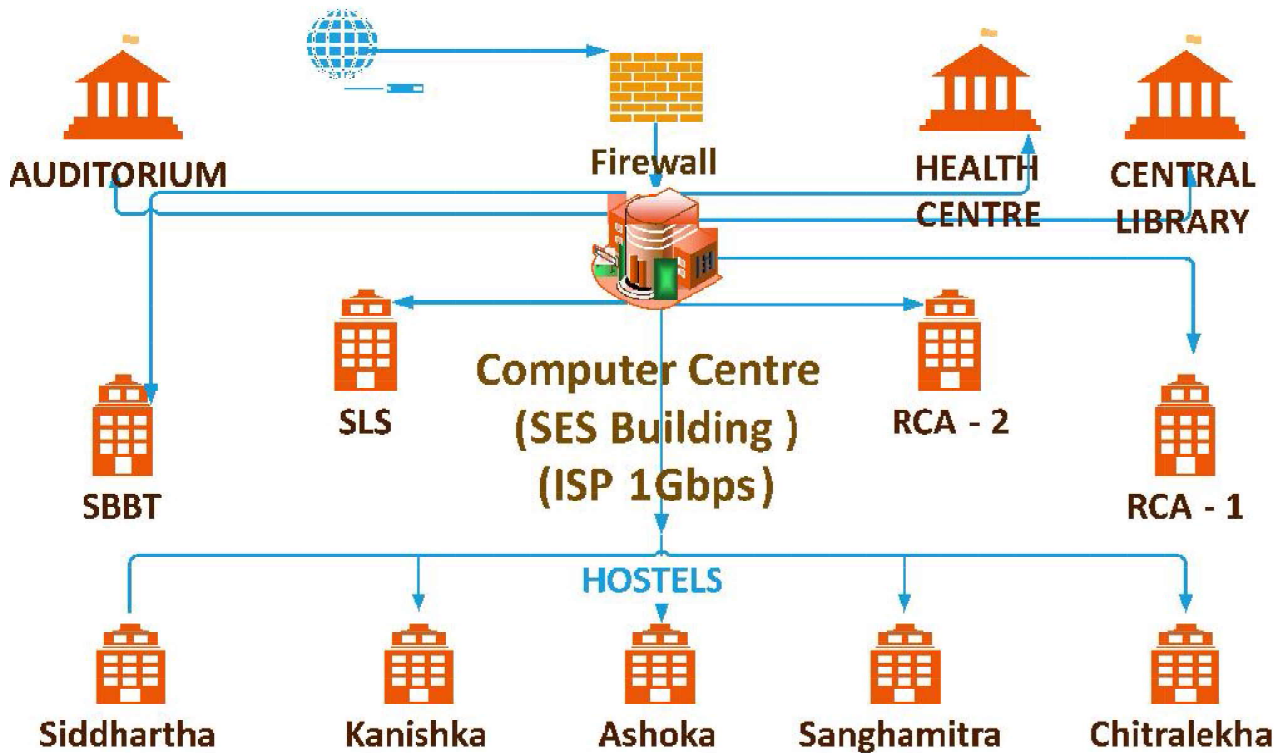 AUDITORIUM
Firewall
HEALTH
CENTRE
CENTRAL
LIBRARY
SLS
Computer Centre
(SES Building )
(ISP 1Gbps)
RCA - 2
SBBT
RCA - 1
HOSTELS
Siddhartha
Kanishka
Ashoka
Sanghamitra
Chitralekha